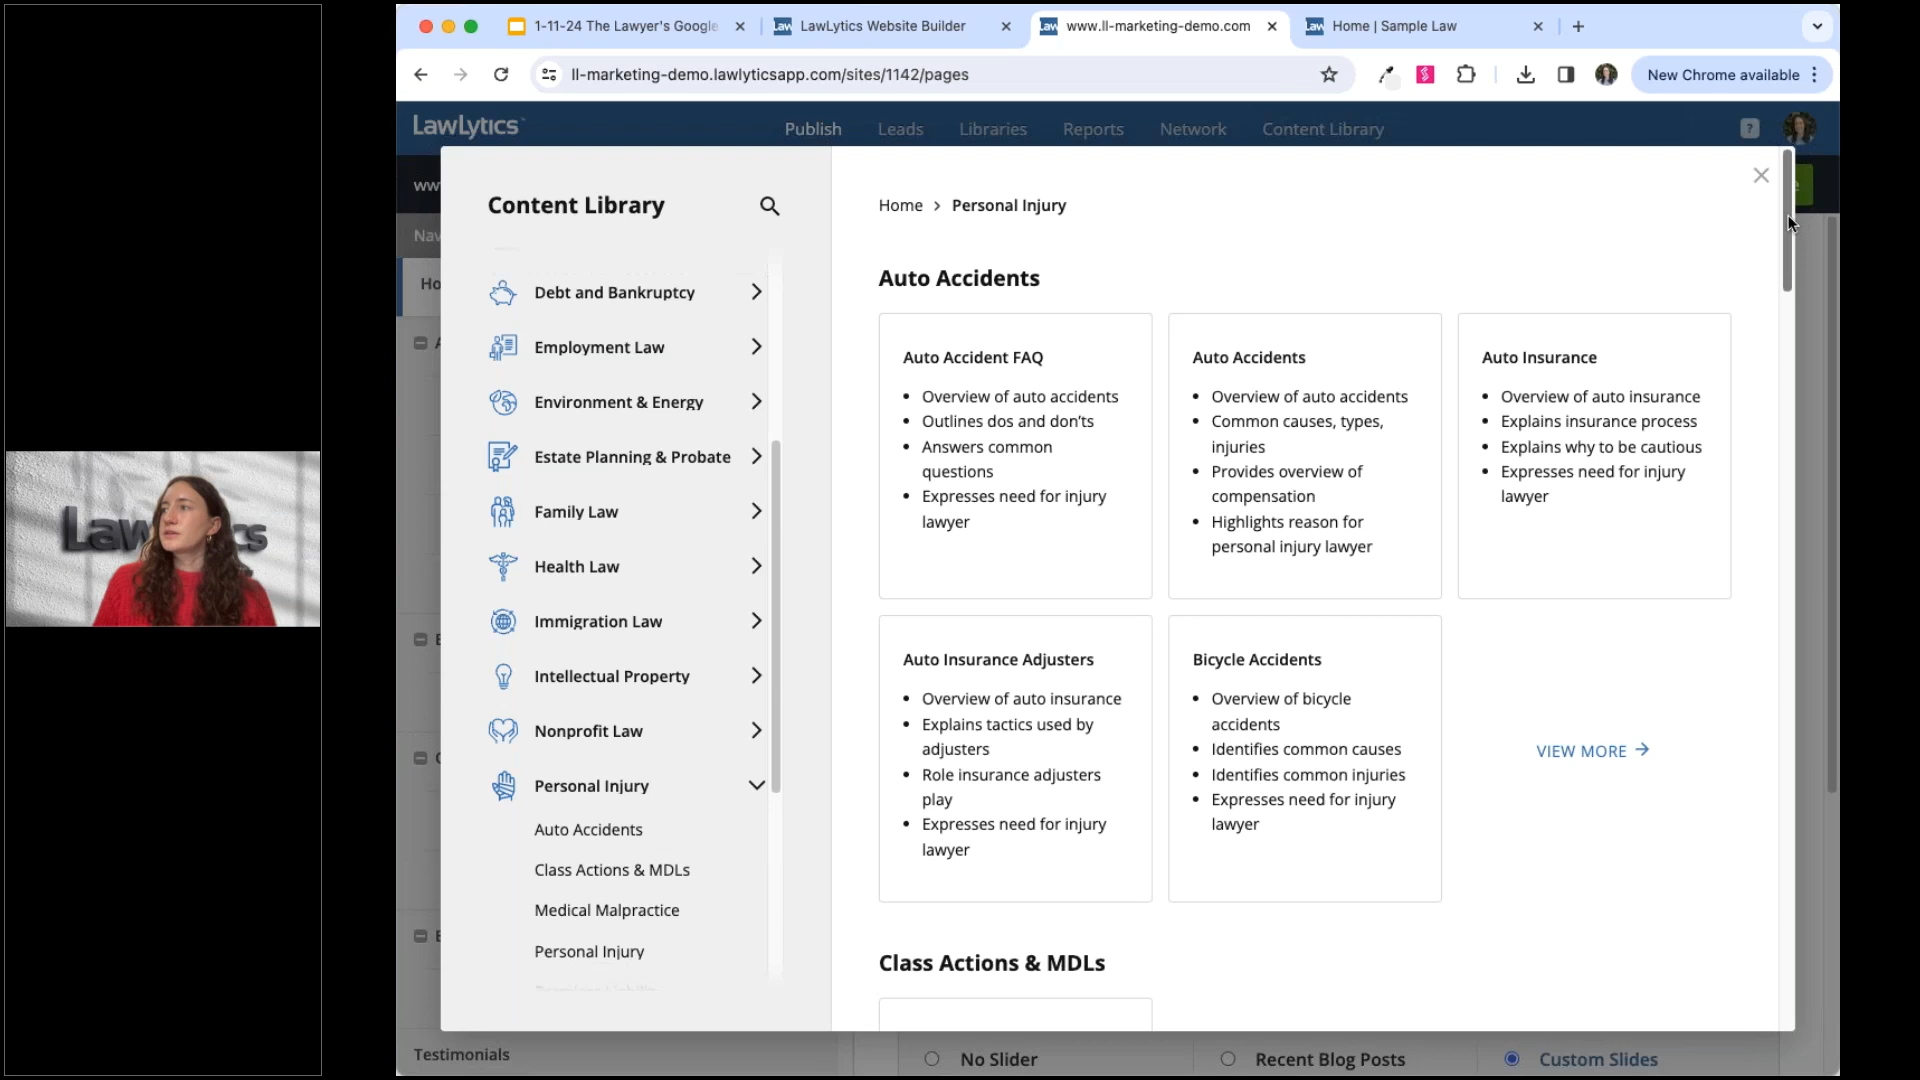 1-11-24 The Lawyer's Google
LawLytics Website Builder
www.ll-marketing-demo.com
Home | Sample Law
ll-marketing-demo.lawlyticsapp.com/sites/1142/pages
New Chrome available
LawLytics
Publish
Leads
Libraries
Reports
Network
Content Library
Content Library
Debt and Bankruptcy
Employment Law
Environment & Energy
Estate Planning & Probate
Family Law
Health Law
Immigration Law
Intellectual Property
Nonprofit Law
Personal Injury
Auto Accidents
Class Actions & MDLs
Medical Malpractice
Personal Injury
Home > Personal Injury
Auto Accidents
Auto Accident FAQ
• Overview of auto accidents
• Outlines dos and don'ts
• Answers common
questions
• Expresses need for injury
lawyer
Auto Accidents
• Overview of auto accidents
• Common causes, types,
injuries
• Provides overview of
compensation
• Highlights reason for
personal injury lawyer
Auto Insurance
• Overview of auto insurance
• Explains insurance process
• Explains why to be cautious
• Expresses need for injury
lawyer
Auto Insurance Adjusters
• Overview of auto insurance
• Explains tactics used by
adjusters
• Role insurance adjusters
play
• Expresses need for injury
lawyer
Bicycle Accidents
• Overview of bicycle
accidents
• Identifies common causes
• Identifies common injuries
• Expresses need for injury
lawyer
VIEW MORE
Class Actions & MDLs
Testimonials
No Slider
Recent Blog Posts
Custom Slides